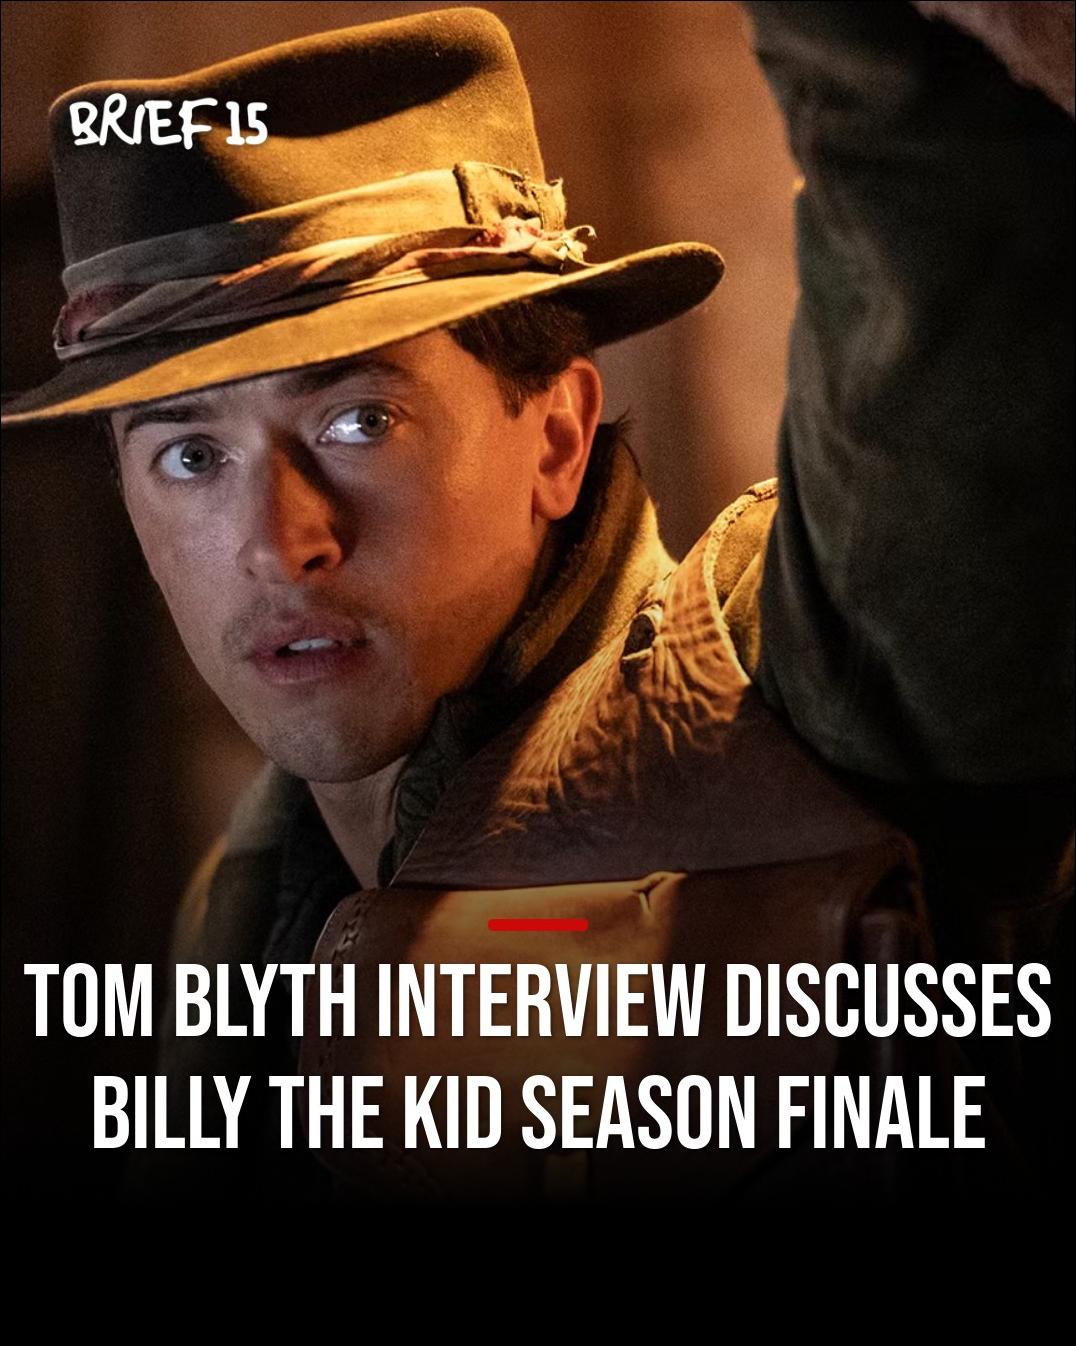 BRIEF 15
TOM BLYTH INTERVIEW DISCUSSES
BILLY THE KID SEASON FINALE